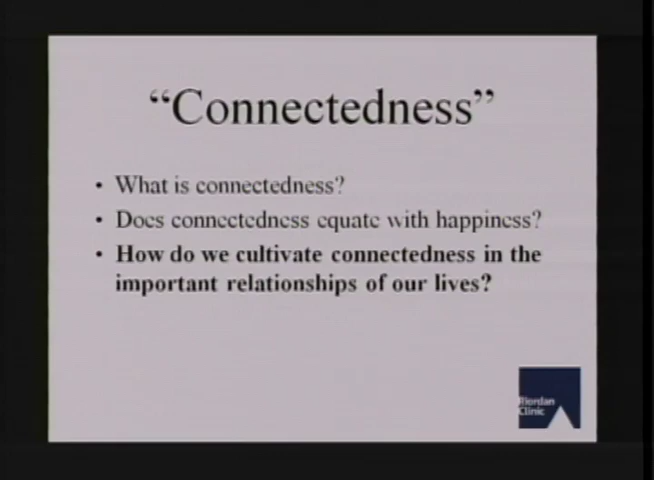 “Connectedness”
• What is connectedness?
• Does connectedness equate with happiness?
• How do we cultivate connectedness in the
important relationships of our lives?
Riordan
Clinic